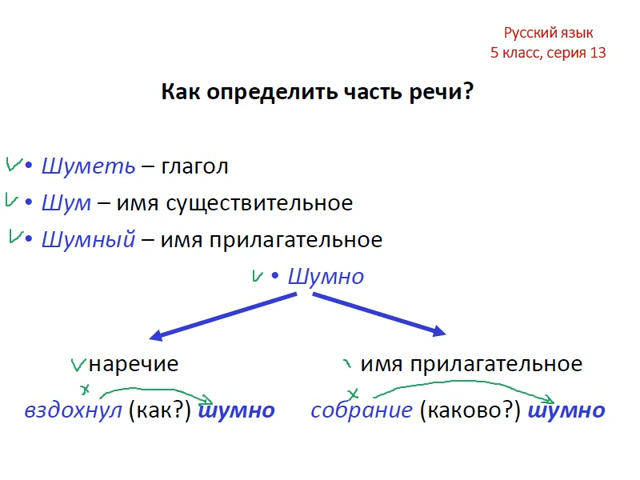 Русский язык
5 класс, серия 13
Как определить часть речи?
• Шуметь – глагол
• Шум – имя существительное
• Шумный – имя прилагательное
• Шумно
наречие имя прилагательное
вздохнул (как?) шумно собрание (каково?) шумно